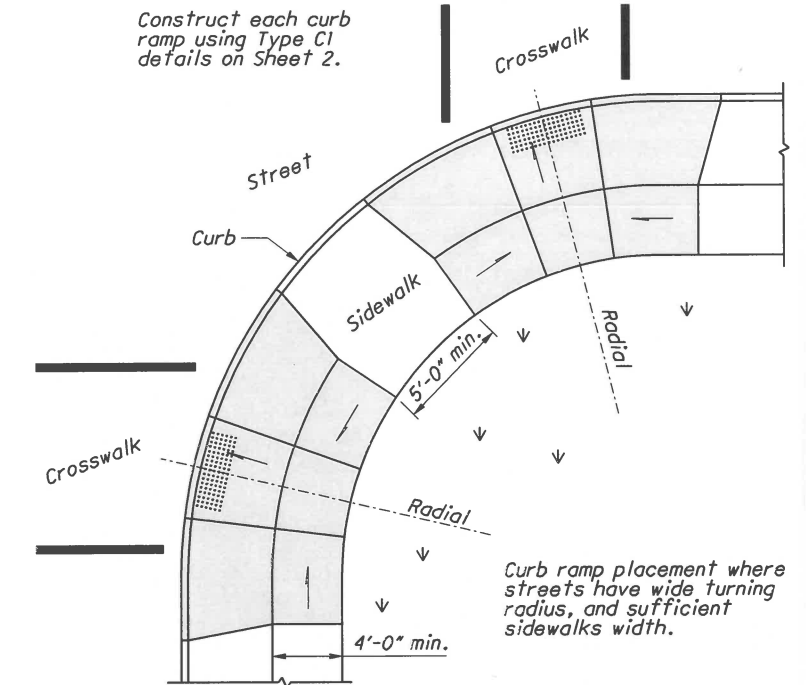 Construct each curb
ramp using Type C1
details on Sheet 2.
Crosswalk
Street
Curb
Sidewalk
5'-0" min.
Radial
Crosswalk
Radial
4'-0" min.
Curb ramp placement where
streets have wide turning
radius, and sufficient
sidewalks width.